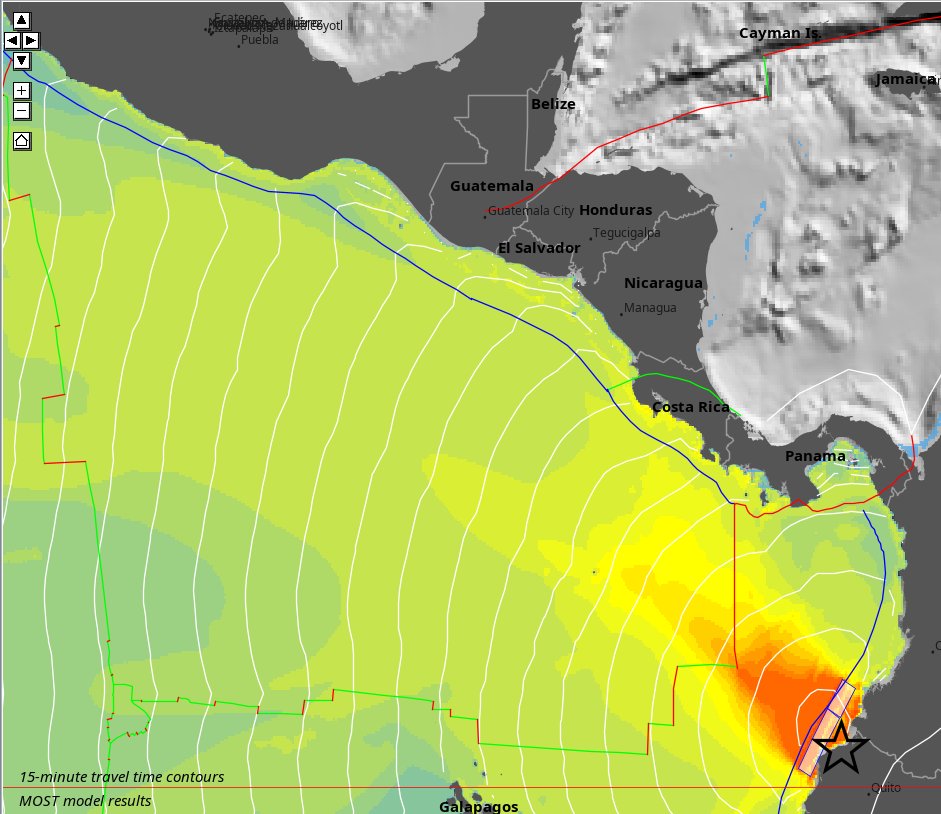 Ecatepec
Puebla
Cayman Is.
Jamaica
Belize
Guatemala
Guatemala City
Honduras
Tegucigalpa
El Salvador
Nicaragua
Managua
Costa Rica
Panama
15-minute travel time contours
MOST model results
Quito
Galapagos